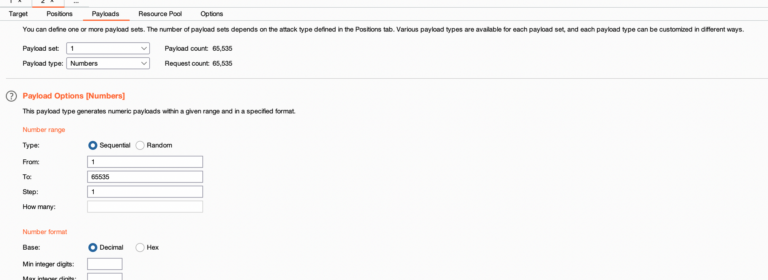 1 × 2 × ...
Target Positions Payloads Resource Pool Options
You can define one or more payload sets. The number of payload sets depends on the attack type defined in the Positions tab. Various payload types are available for each payload set, and each payload type can be customized in different ways.
Payload set: 1 Payload count: 65,535
Payload type: Numbers Request count: 65,535
? Payload Options [Numbers]
This payload type generates numeric payloads within a given range and in a specified format.
Number range
Type: Sequential Random
From: 1
To: 65535
Step: 1
How many:
Number format
Base: Decimal Hex
Min integer digits:
Max integer digits: